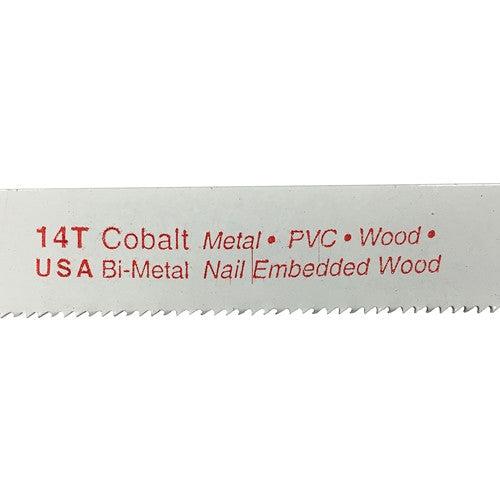 14T Cobalt Metal • PVC • Wood •
USA Bi-Metal Nail Embedded Wood